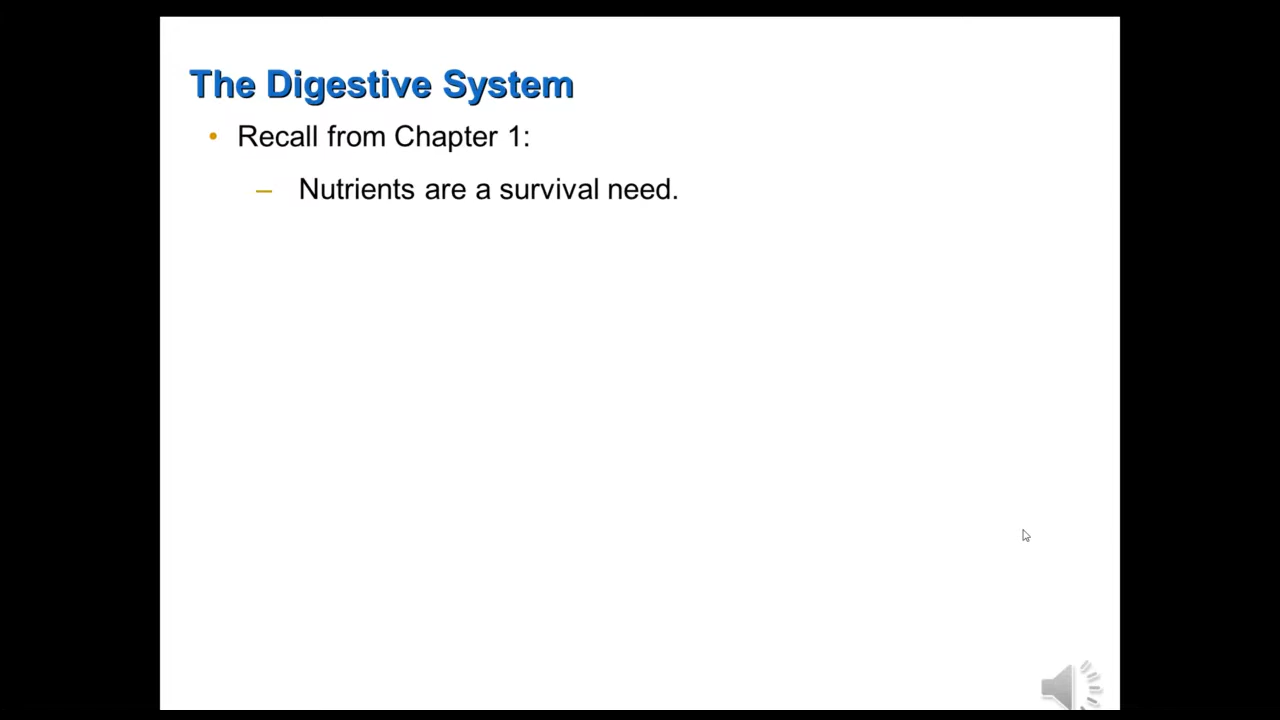 The Digestive System
• Recall from Chapter 1:
– Nutrients are a survival need.